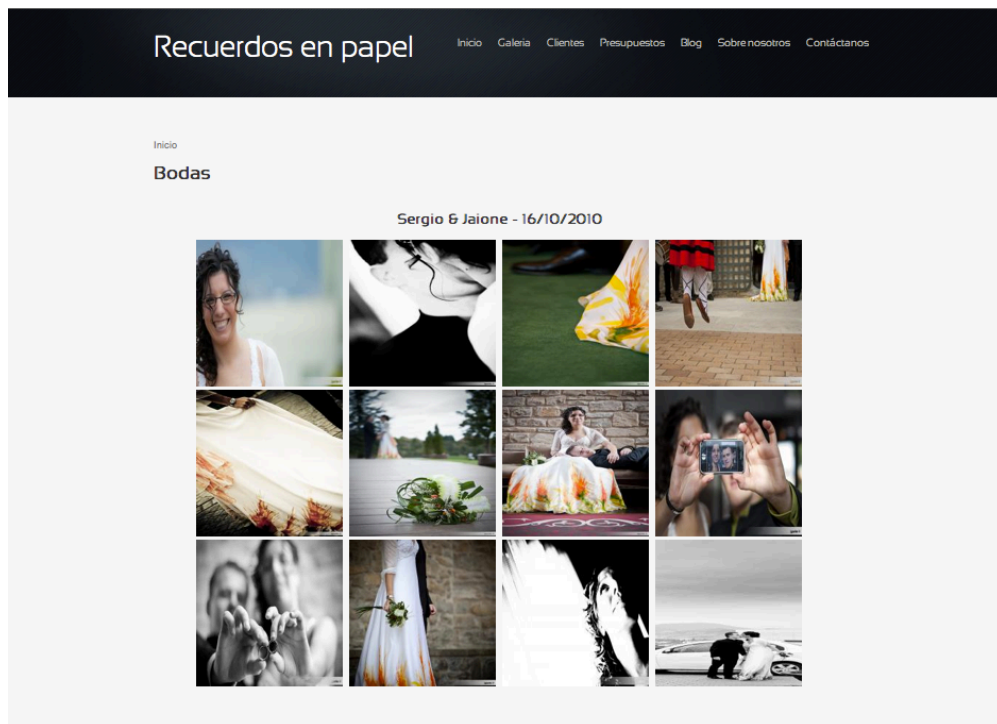 Recuerdos en papel
Inicio Galeria Clientes Presupuestos Blog Sobre nosotros Contáctanos
Inicio
Bodas
Sergio & Jaione - 16/10/2010